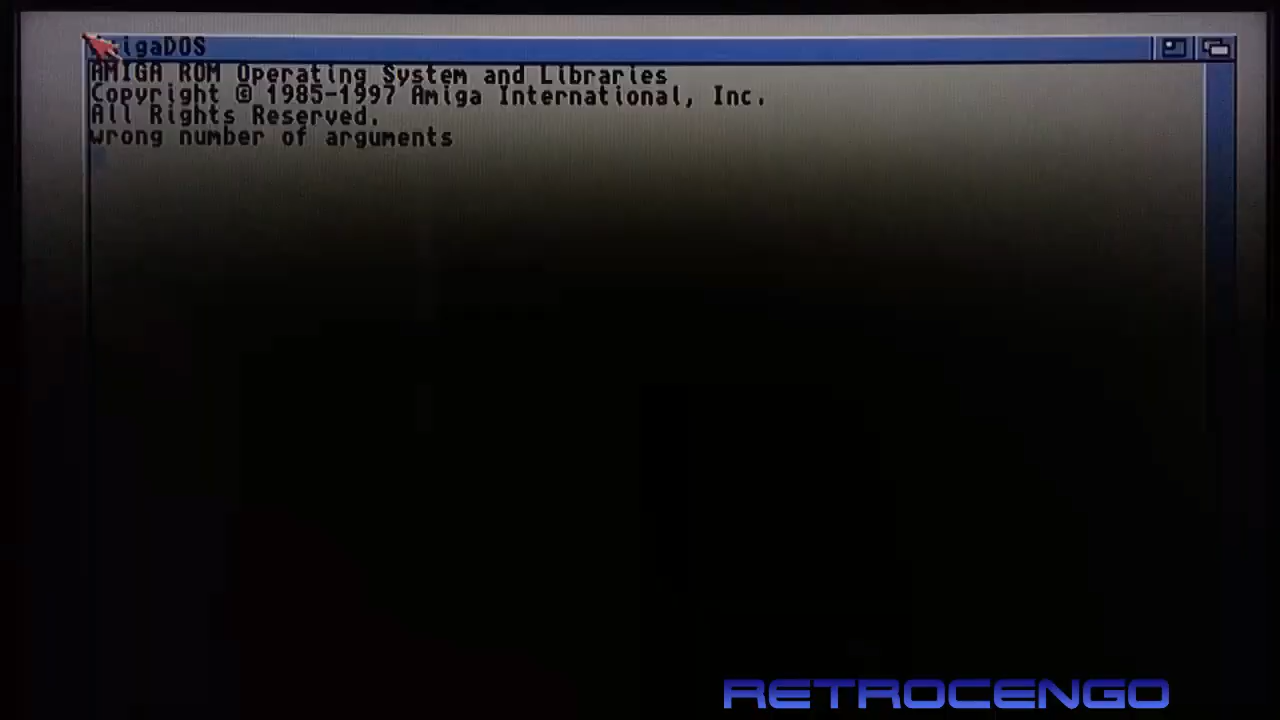 AmigaDOS
AMIGA ROM Operating System and Libraries
Copyright © 1985-1997 Amiga International, Inc.
All Rights Reserved.
wrong number of arguments
RETROCENGO